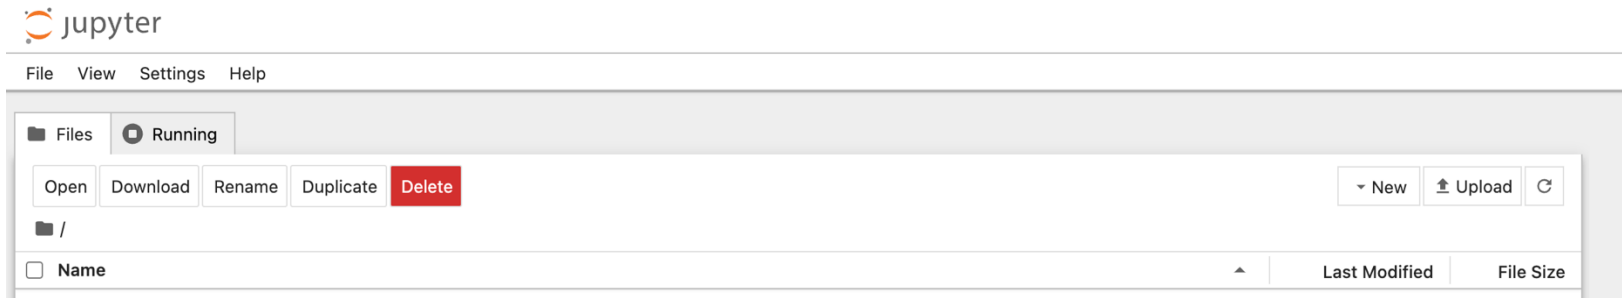 jupyter
File View Settings Help
Files Running
Open Download Rename Duplicate Delete New Upload
/
Name Last Modified File Size